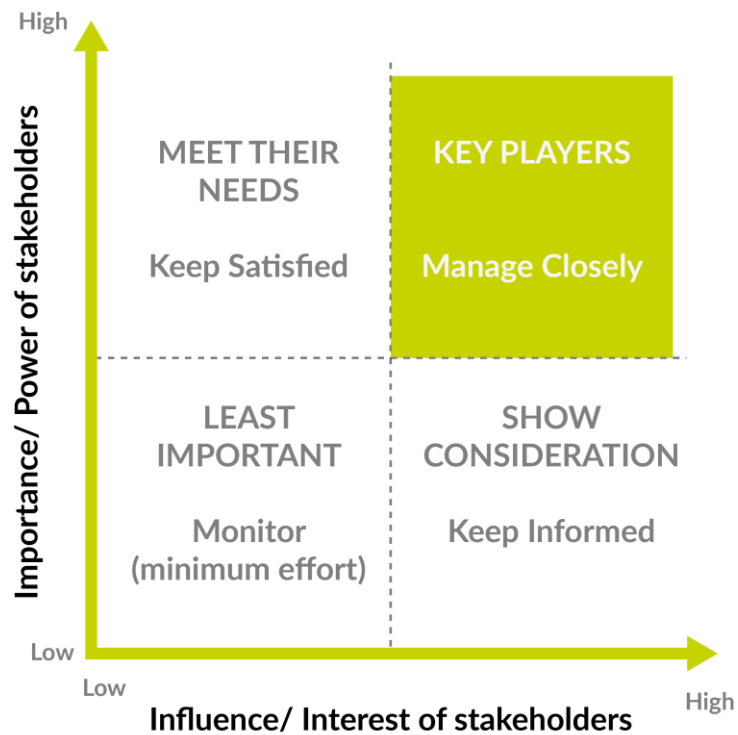 High
Importance/ Power of stakeholders
MEET THEIR
NEEDS
Keep Satisfied
KEY PLAYERS
Manage Closely
LEAST
IMPORTANT
Monitor
(minimum effort)
SHOW
CONSIDERATION
Keep Informed
Low
Low
High
Influence/ Interest of stakeholders